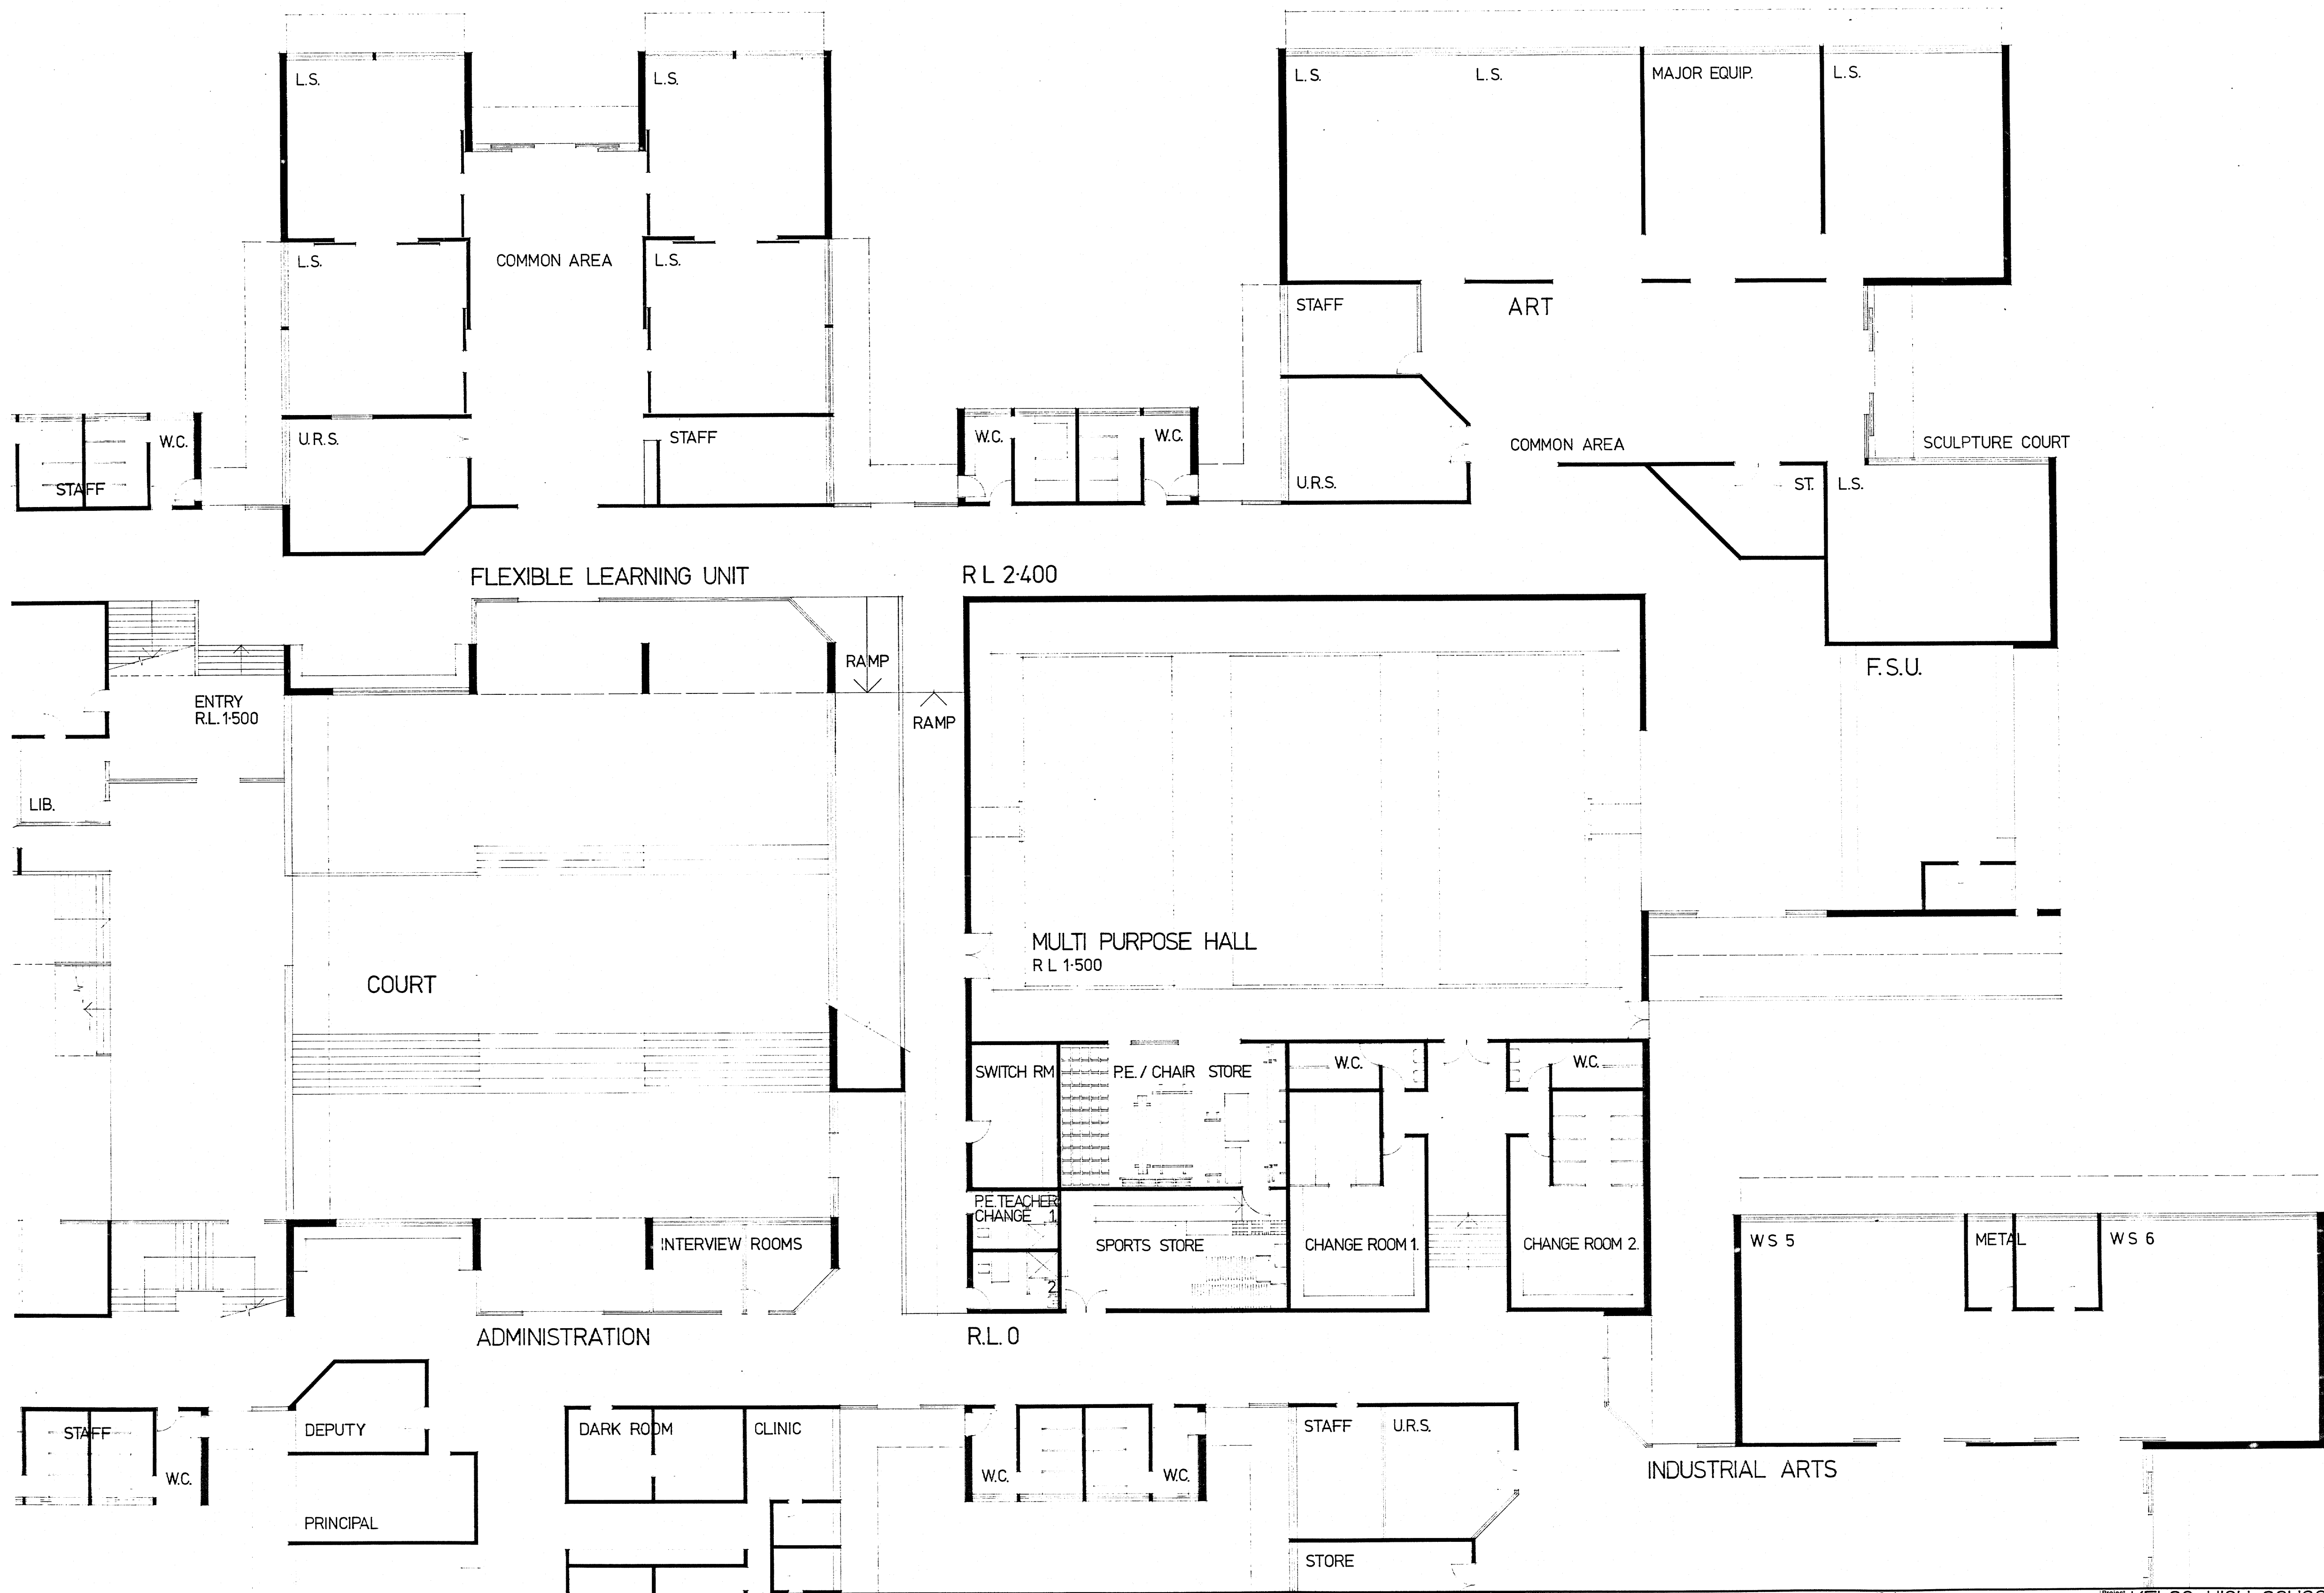 L.S.
L.S.
L.S.
L.S.
MAJOR EQUIP.
L.S.
L.S.
COMMON AREA
L.S.
STAFF
ART
W.C.
STAFF
U.R.S.
STAFF
W.C.
W.C.
COMMON AREA
SCULPTURE COURT
U.R.S.
ST.
L.S.
FLEXIBLE LEARNING UNIT
R L 2·400
RAMP
F.S.U.
ENTRY
R.L. 1·500
RAMP
LIB.
COURT
MULTI PURPOSE HALL
R L 1·500
SWITCH RM
P.E. / CHAIR STORE
W.C.
W.C.
P.E. TEACHER
CHANGE 1
2
INTERVIEW ROOMS
SPORTS STORE
CHANGE ROOM 1.
CHANGE ROOM 2.
W S 5
METAL
W S 6
ADMINISTRATION
R.L. 0
STAFF
W.C.
DEPUTY
DARK ROOM
CLINIC
W.C.
W.C.
STAFF
U.R.S.
INDUSTRIAL ARTS
PRINCIPAL
STORE